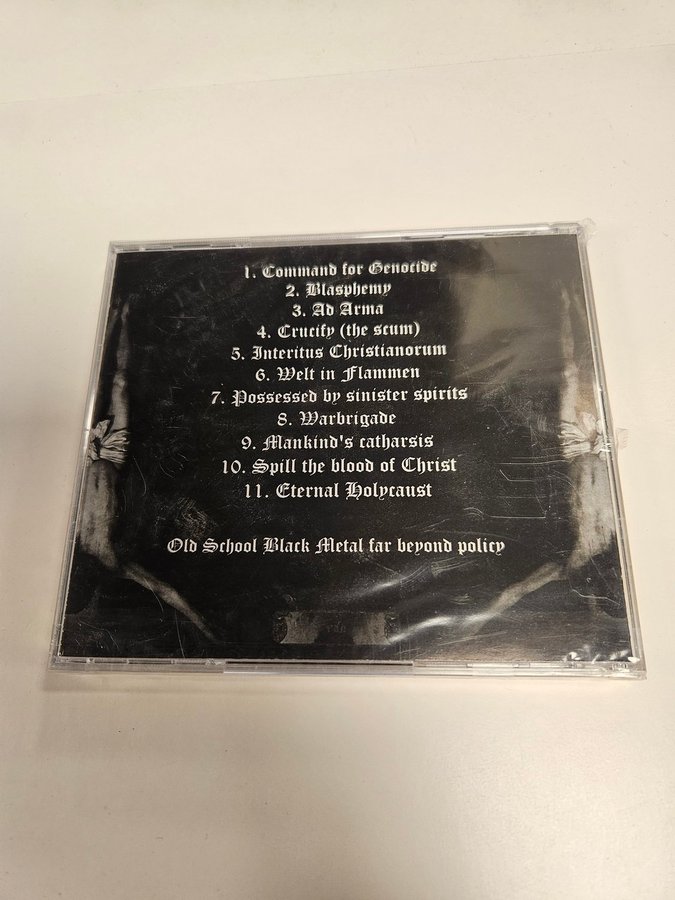 1. Command for Genocide
2. Blasphemy
3. Ad Arma
4. Crucify (the scum)
5. Interitus Christianorum
6. Welt in Flammen
7. Possessed by sinister spirits
8. Warbrigade
9. Mankind's catharsis
10. Spill the blood of Christ
11. Eternal Holycaust
Old School Black Metal far beyond policy